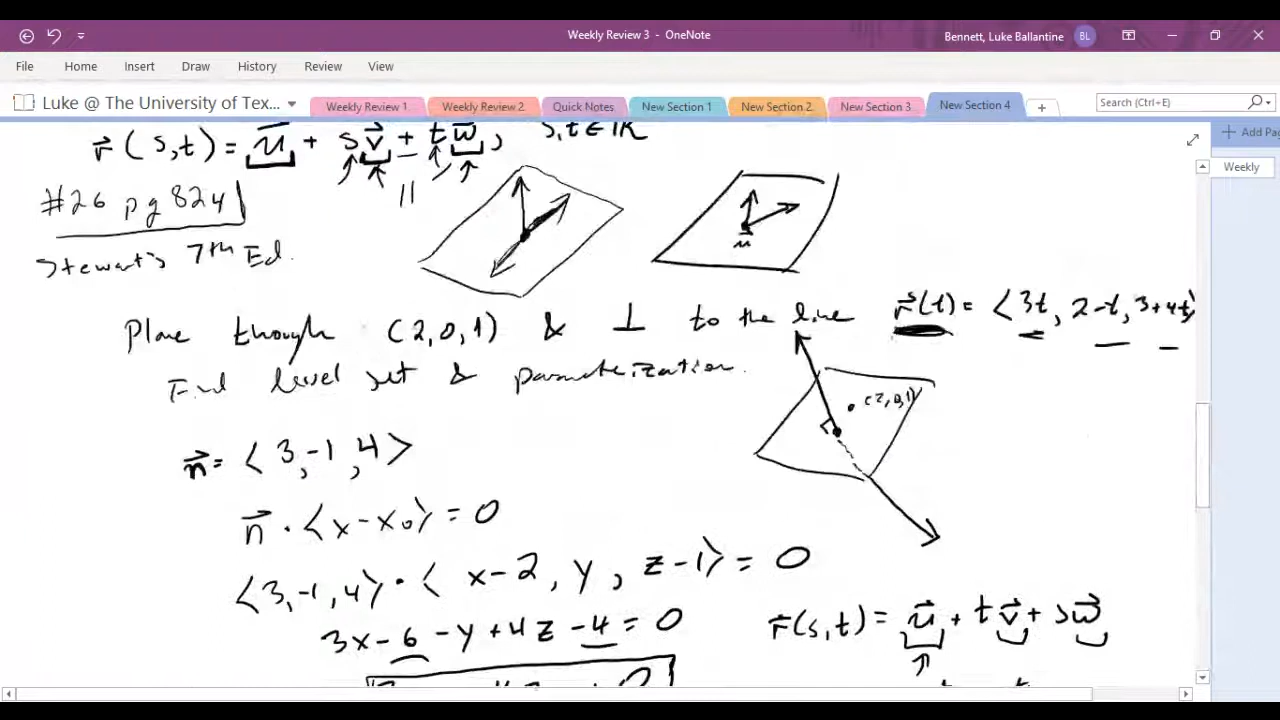 Weekly Review 3 - OneNote
Bennett, Luke Ballantine
BL
File Home Insert Draw History Review View
Luke @ The University of Tex...
Weekly Review 1
Weekly Review 2
Quick Notes
New Section 1
New Section 2
New Section 3
New Section 4
Search (Ctrl+E)
Add Pag
Weekly
r⃗(s,t) = u⃗ + sv⃗ + tw⃗, s,t ∈ ℝ
#26 pg 824
Stewart's 7th Ed.
u⃗
Plane though (2,0,1) & ⊥ to the line r⃗(t) = ⟨3t, 2-t, 3+4t⟩
Find level set & parameterization.
(2,0,1)
n⃗ = ⟨3,-1,4⟩
n⃗ · ⟨x-x₀⟩ = 0
⟨3,-1,4⟩ · ⟨x-2, y, z-1⟩ = 0
3x-6-y+4z-4=0
r⃗(s,t) = u⃗ + tv⃗ + sw⃗